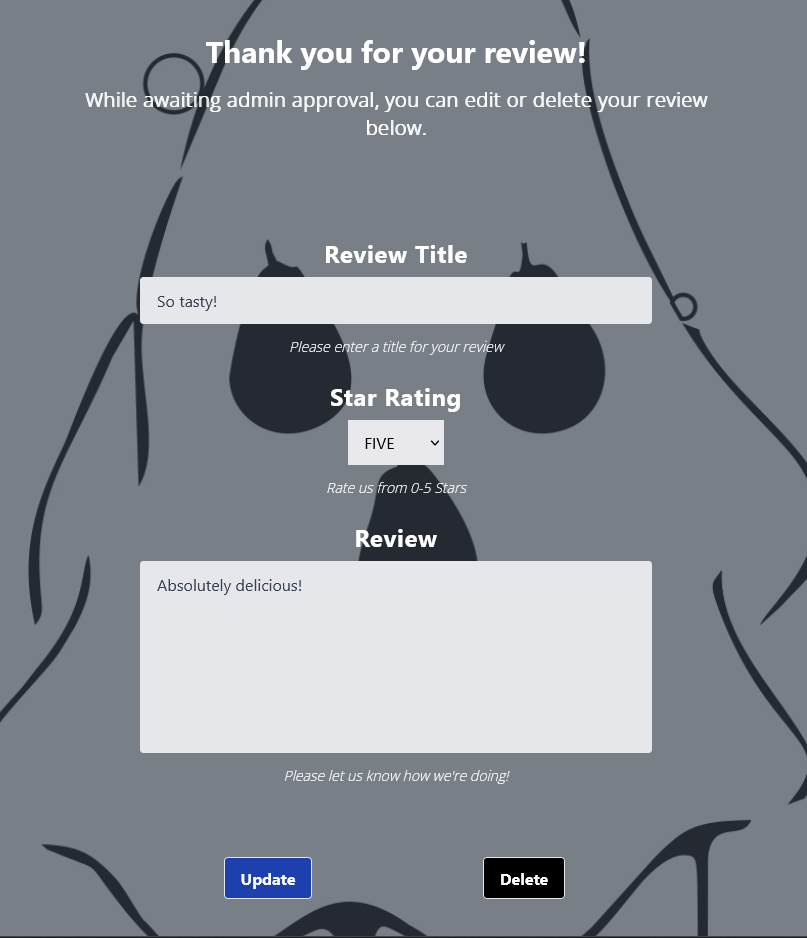 Thank you for your review!
While awaiting admin approval, you can edit or delete your review
below.
Review Title
So tasty!
Please enter a title for your review
Star Rating
FIVE
Rate us from 0-5 Stars
Review
Absolutely delicious!
Please let us know how we're doing!
Update
Delete